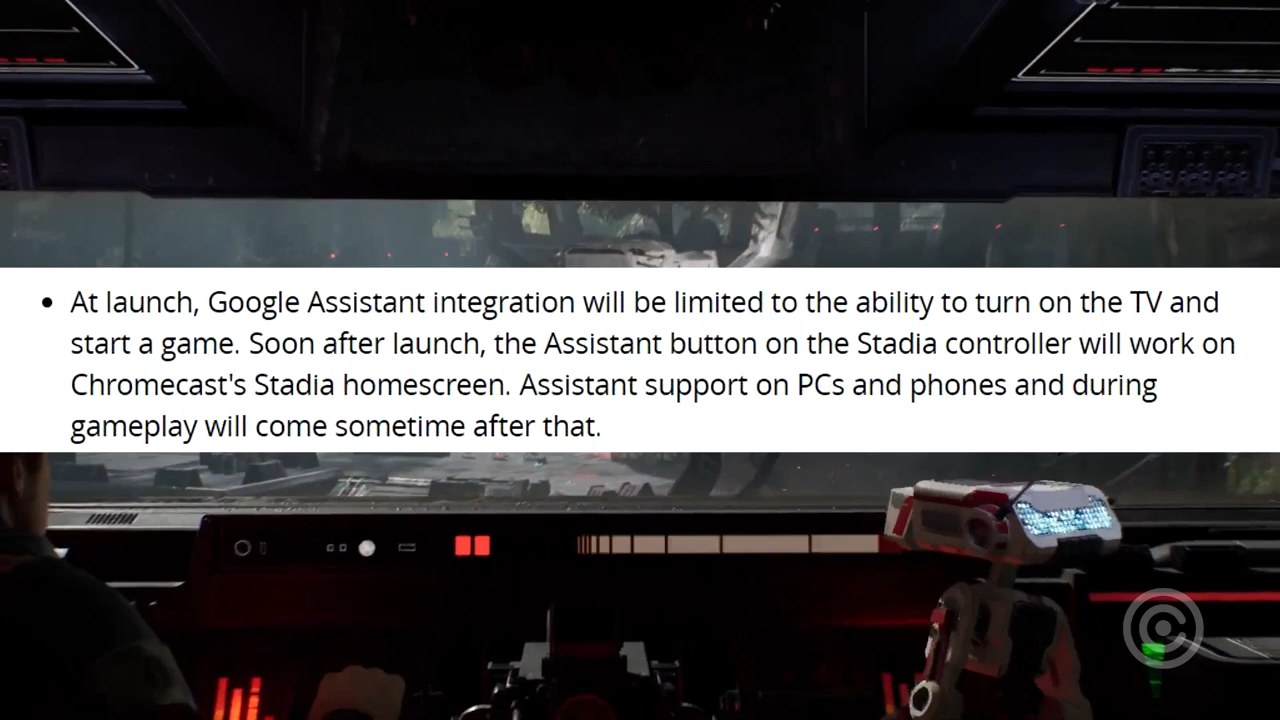 At launch, Google Assistant integration will be limited to the ability to turn on the TV and
start a game. Soon after launch, the Assistant button on the Stadia controller will work on
Chromecast's Stadia homescreen. Assistant support on PCs and phones and during
gameplay will come sometime after that.